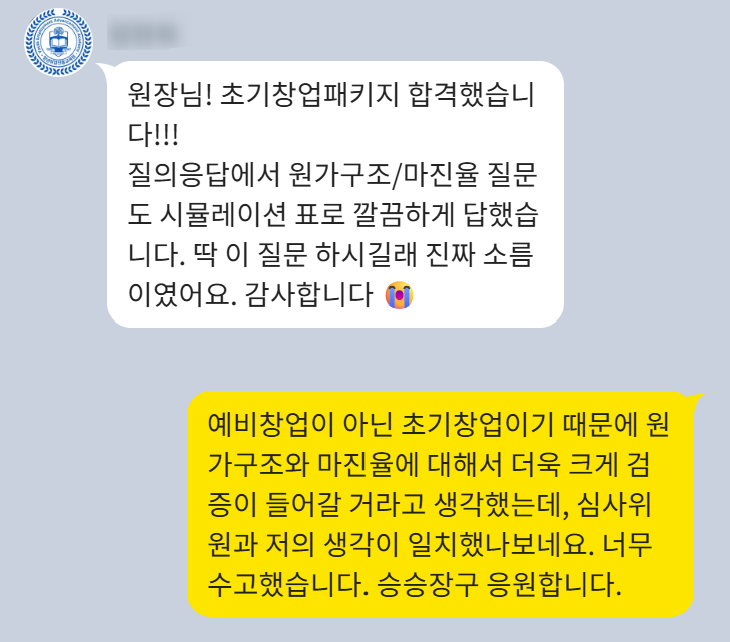 원장님! 초기창업패키지 합격했습니
다!!!
질의응답에서 원가구조/마진율 질문
도 시뮬레이션 표로 깔끔하게 답했습
니다. 딱 이 질문 하시길래 진짜 소름
이였어요. 감사합니다 😭
예비창업이 아닌 초기창업이기 때문에 원
가구조와 마진율에 대해서 더욱 크게 검
증이 들어갈 거라고 생각했는데, 심사위
원과 저의 생각이 일치했나보네요. 너무
수고했습니다. 승승장구 응원합니다.